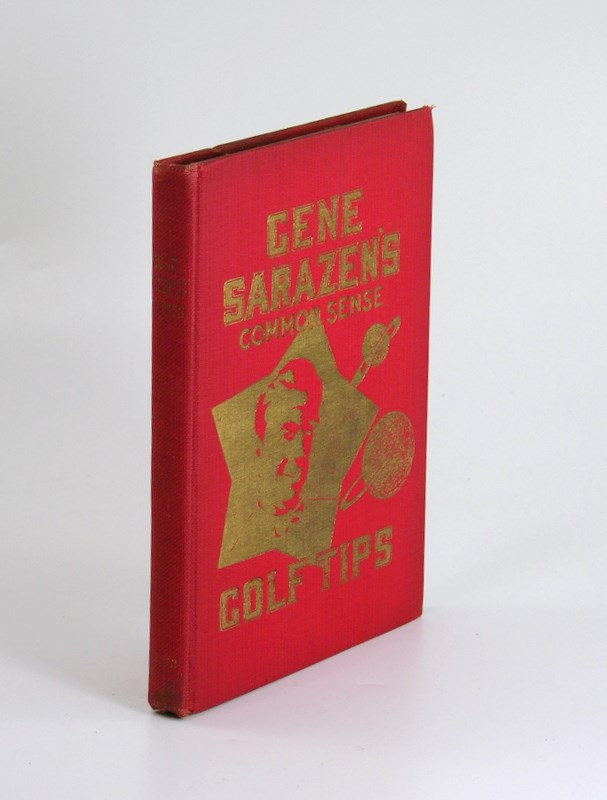 GENE
SARAZEN'S
COMMON SENSE
GOLF TIPS